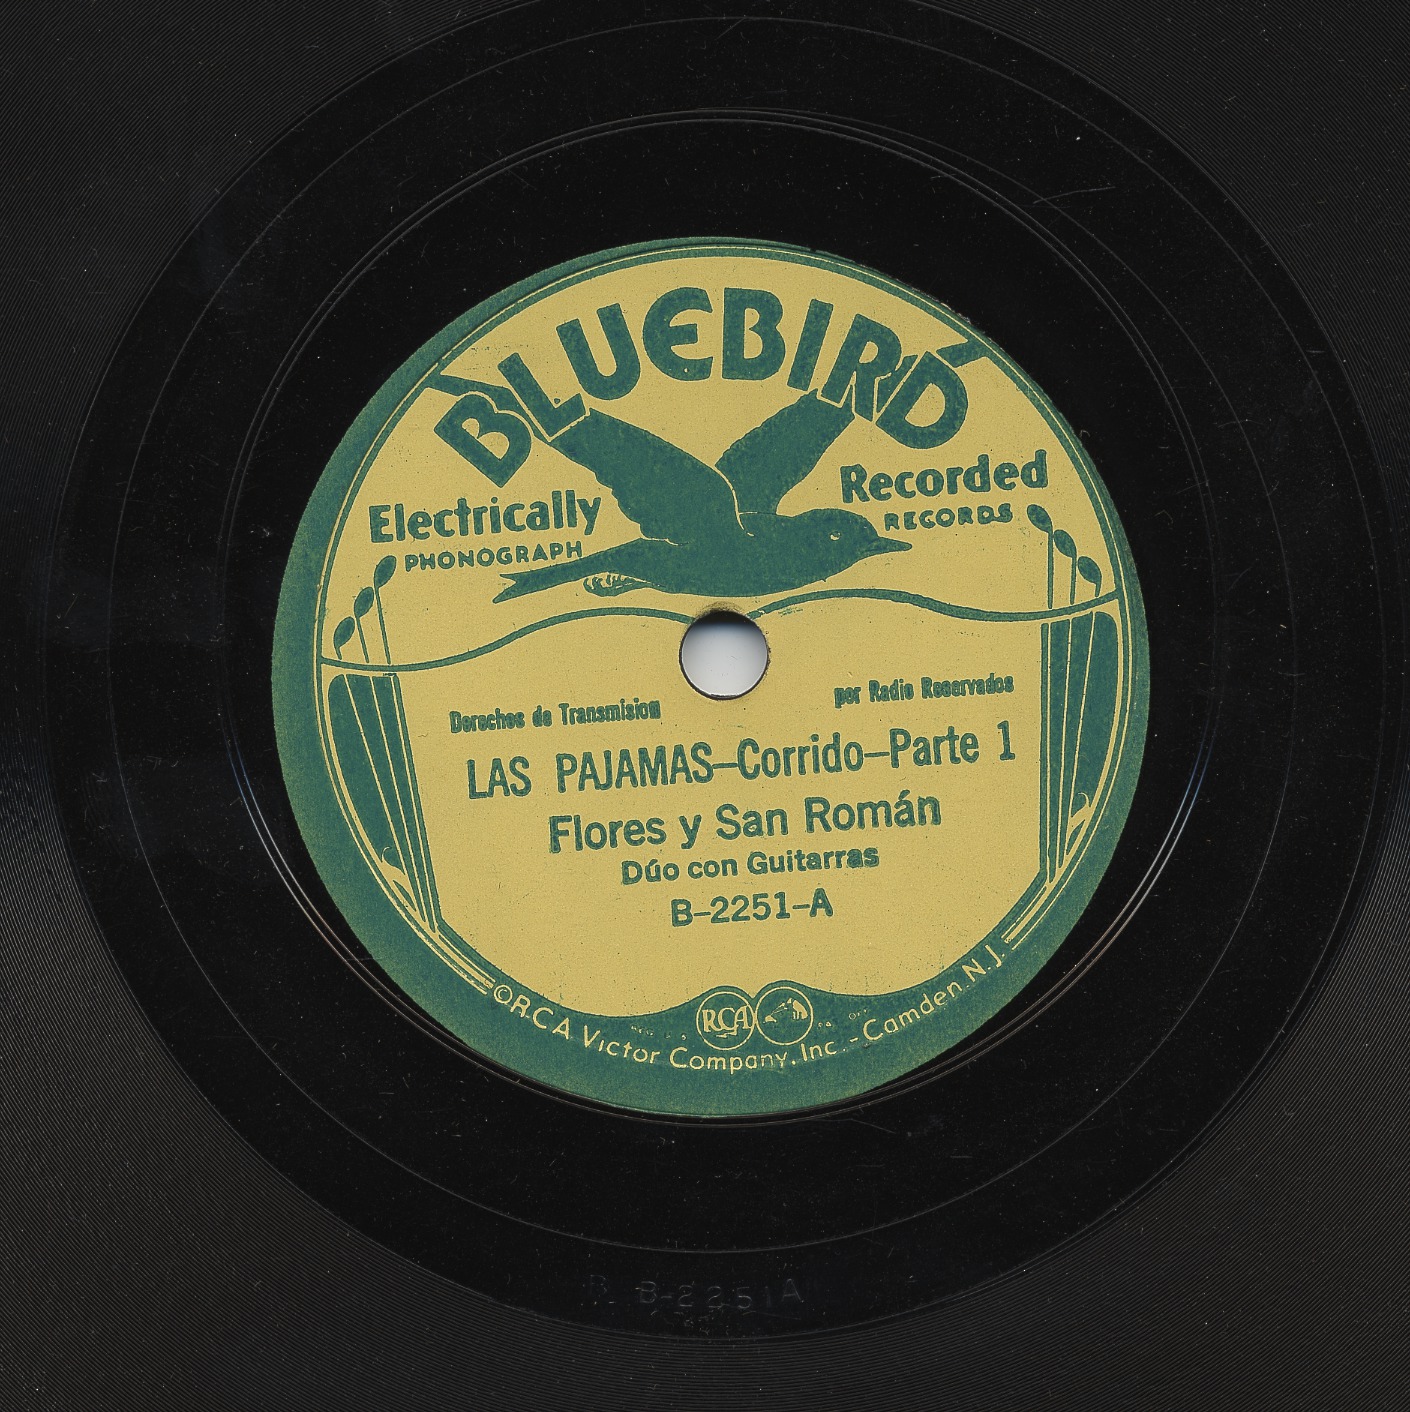 BLUEBIRD
Electrically Recorded
PHONOGRAPH RECORDS
Derechos de Transmision por Radio Reservados
LAS PAJAMAS–Corrido–Parte 1
Flores y San Román
Dúo con Guitarras
B–2251–A
RCA
©R.C A Victor Company, Inc. - Camden, N. J.
B-2251A